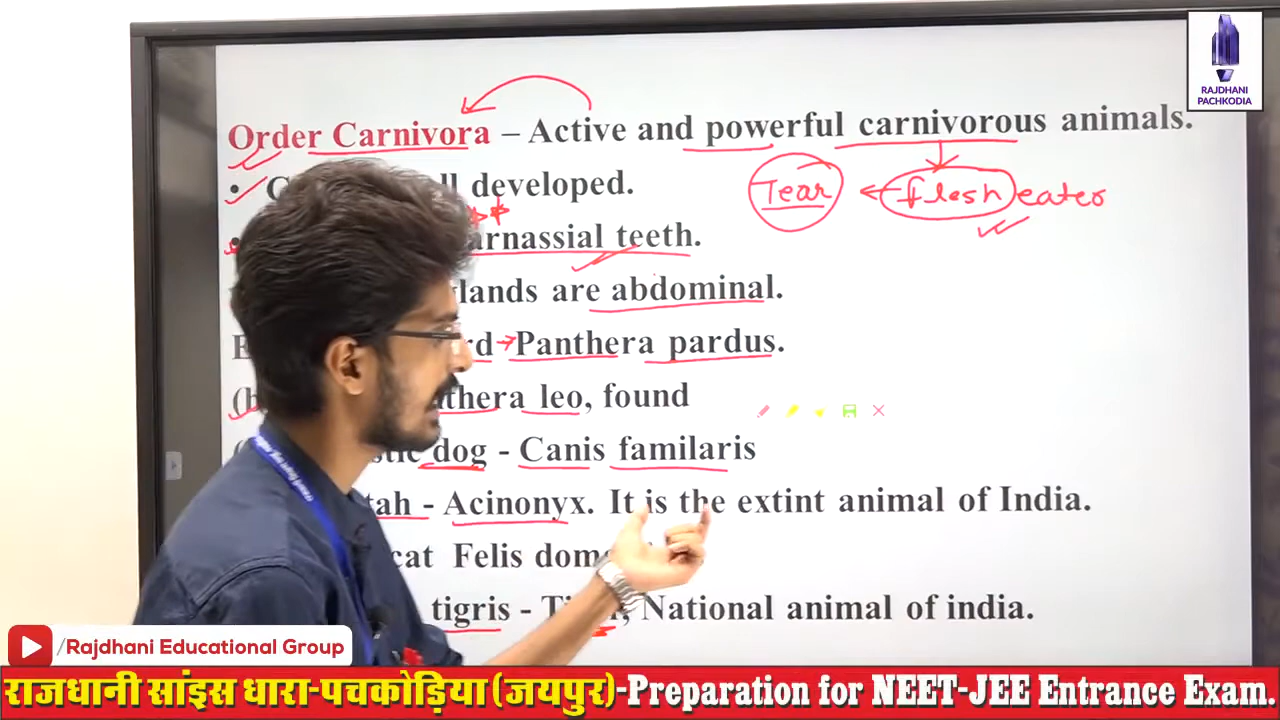 RAJDHANI
PACHKODIA
Order Carnivora – Active and powerful carnivorous animals.
• developed.
Tear ← flesh eater
arnassial teeth.
glands are abdominal.
rd → Panthera pardus.
thera leo, found
dog - Canis familaris
tah - Acinonyx. It is the extint animal of India.
cat Felis dom
tigris - National animal of india.
/Rajdhani Educational Group
राजधानी सांइस धारा-पचकोड़िया (जयपुर)-Preparation for NEET-JEE Entrance Exam.